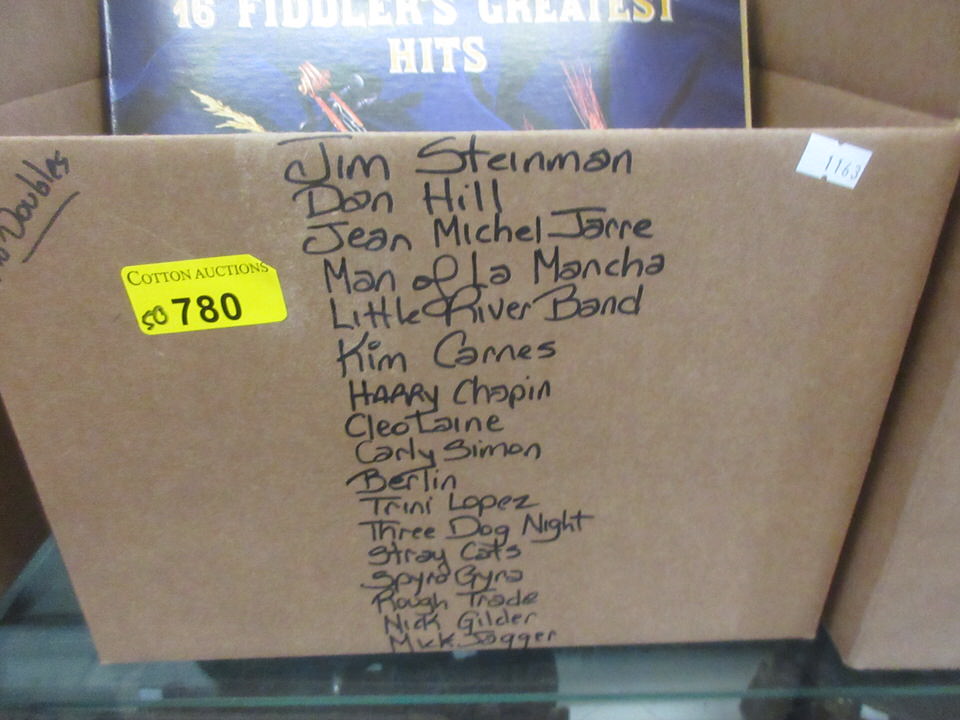 16 FIDDLER'S GREATEST
HITS
Doubles
1163
COTTON AUCTIONS
50 780
Jim Steinman
Dan Hill
Jean Michel Jarre
Man of La Mancha
Little River Band
Kim Carnes
HARRY Chapin
Cleo Laine
Carly Simon
Berlin
Trini Lopez
Three Dog Night
Stray Cats
Spyro Gyra
Rough Trade
Nick Gilder
Mick Jagger